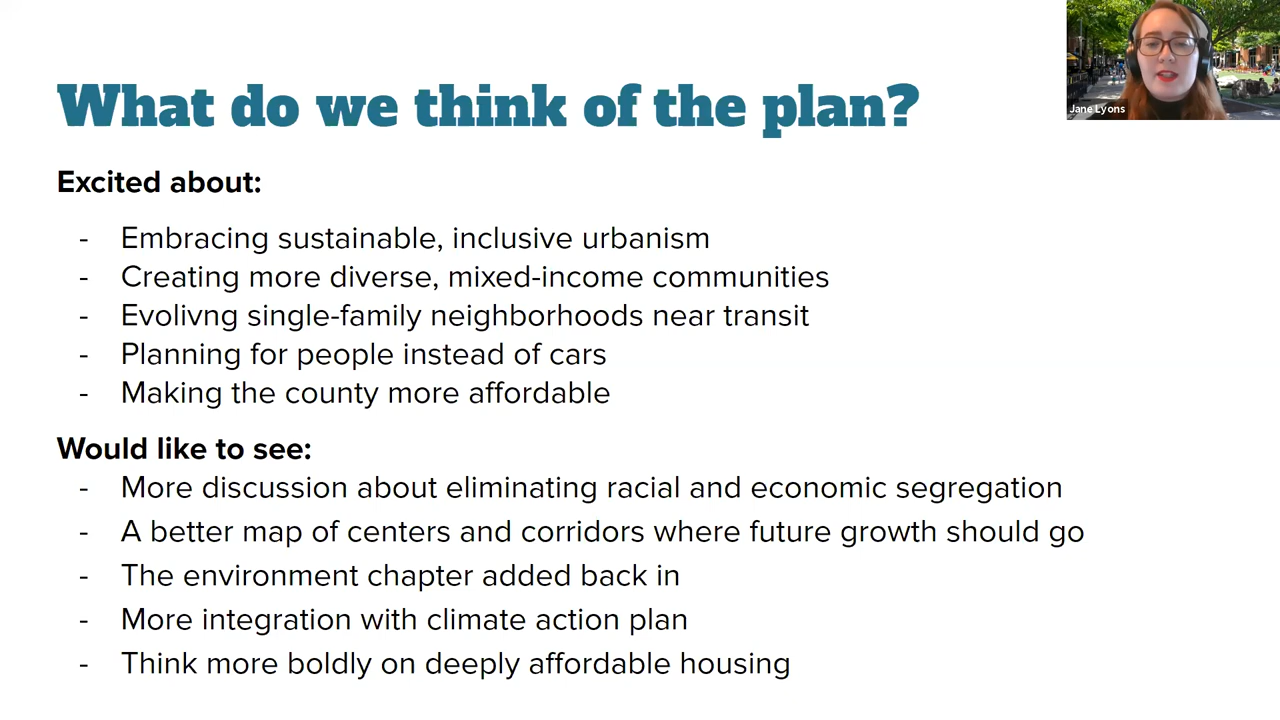 What do we think of the plan?
Jane Lyons
Excited about:
- Embracing sustainable, inclusive urbanism
- Creating more diverse, mixed-income communities
- Evolivng single-family neighborhoods near transit
- Planning for people instead of cars
- Making the county more affordable
Would like to see:
- More discussion about eliminating racial and economic segregation
- A better map of centers and corridors where future growth should go
- The environment chapter added back in
- More integration with climate action plan
- Think more boldly on deeply affordable housing